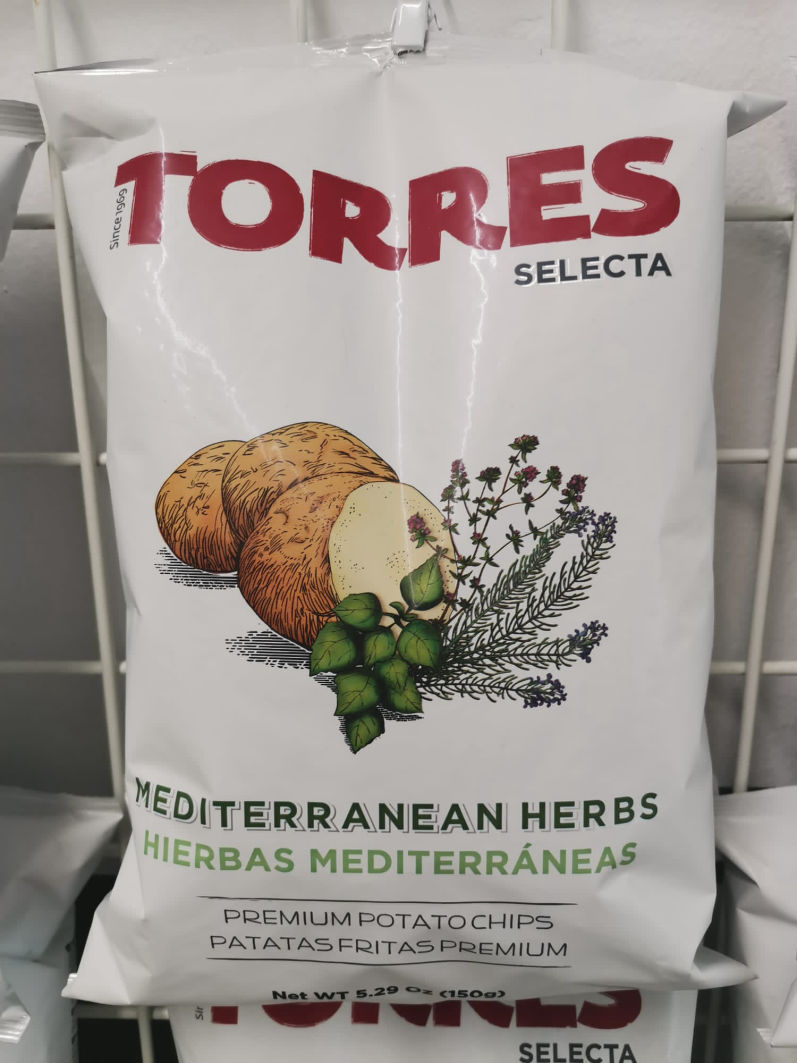 Since 1969
TORRES
SELECTA
MEDITERRANEAN HERBS
HIERBAS MEDITERRÁNEAS
PREMIUM POTATO CHIPS
PATATAS FRITAS PREMIUM
Net WT 5.29 Oz (150g)
TORRES
SELECTA